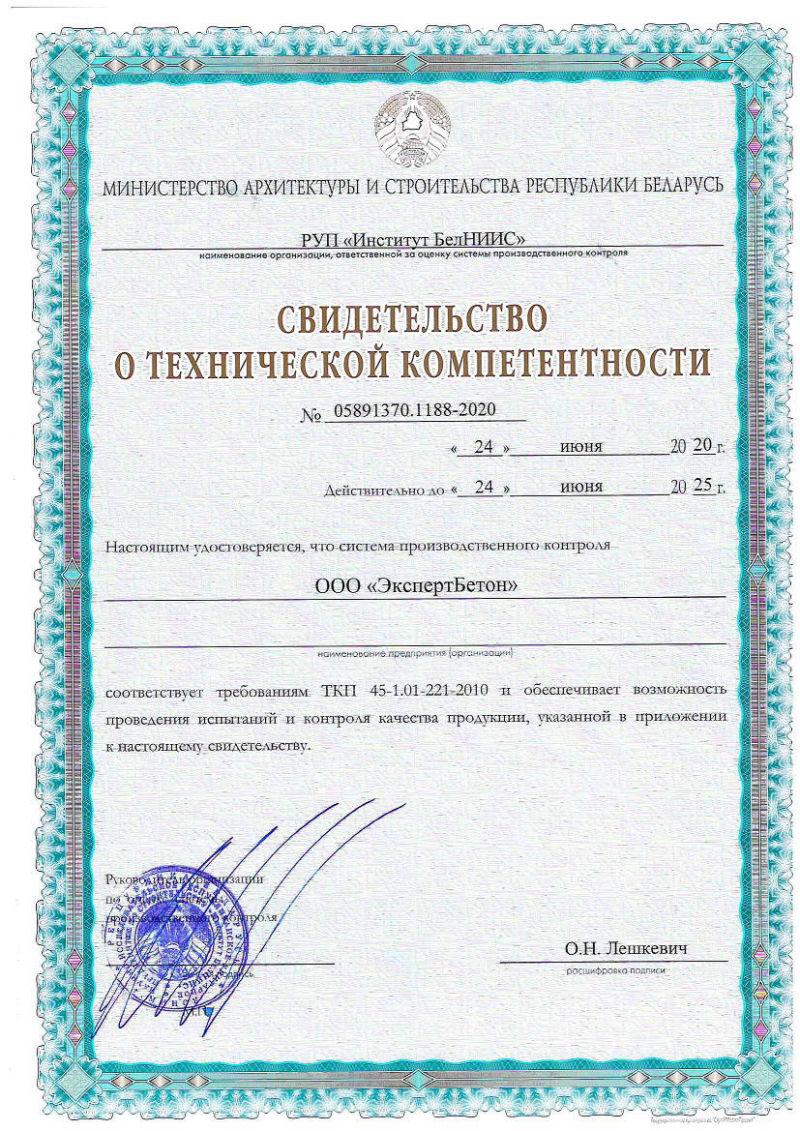 МИНИСТЕРСТВО АРХИТЕКТУРЫ И СТРОИТЕЛЬСТВА РЕСПУБЛИКИ БЕЛАРУСЬ
РУП «Институт БелНИИС»
наименование организации, ответственной за оценку системы производственного контроля
СВИДЕТЕЛЬСТВО
О ТЕХНИЧЕСКОЙ КОМПЕТЕНТНОСТИ
№ 05891370.1188-2020
« 24 » июня 20 20 г.
Действительно до « 24 » июня 20 25 г.
Настоящим удостоверяется, что система производственного контроля
ООО «ЭкспертБетон»
наименование предприятия (организации)
соответствует требованиям ТКП 45-1.01-221-2010 и обеспечивает возможность
проведения испытаний и контроля качества продукции, указанной в приложении
к настоящему свидетельству.
Руководитель организации
по оценке системы
производственного контроля
О.Н. Лешкевич
подпись
расшифровка подписи
М.П.